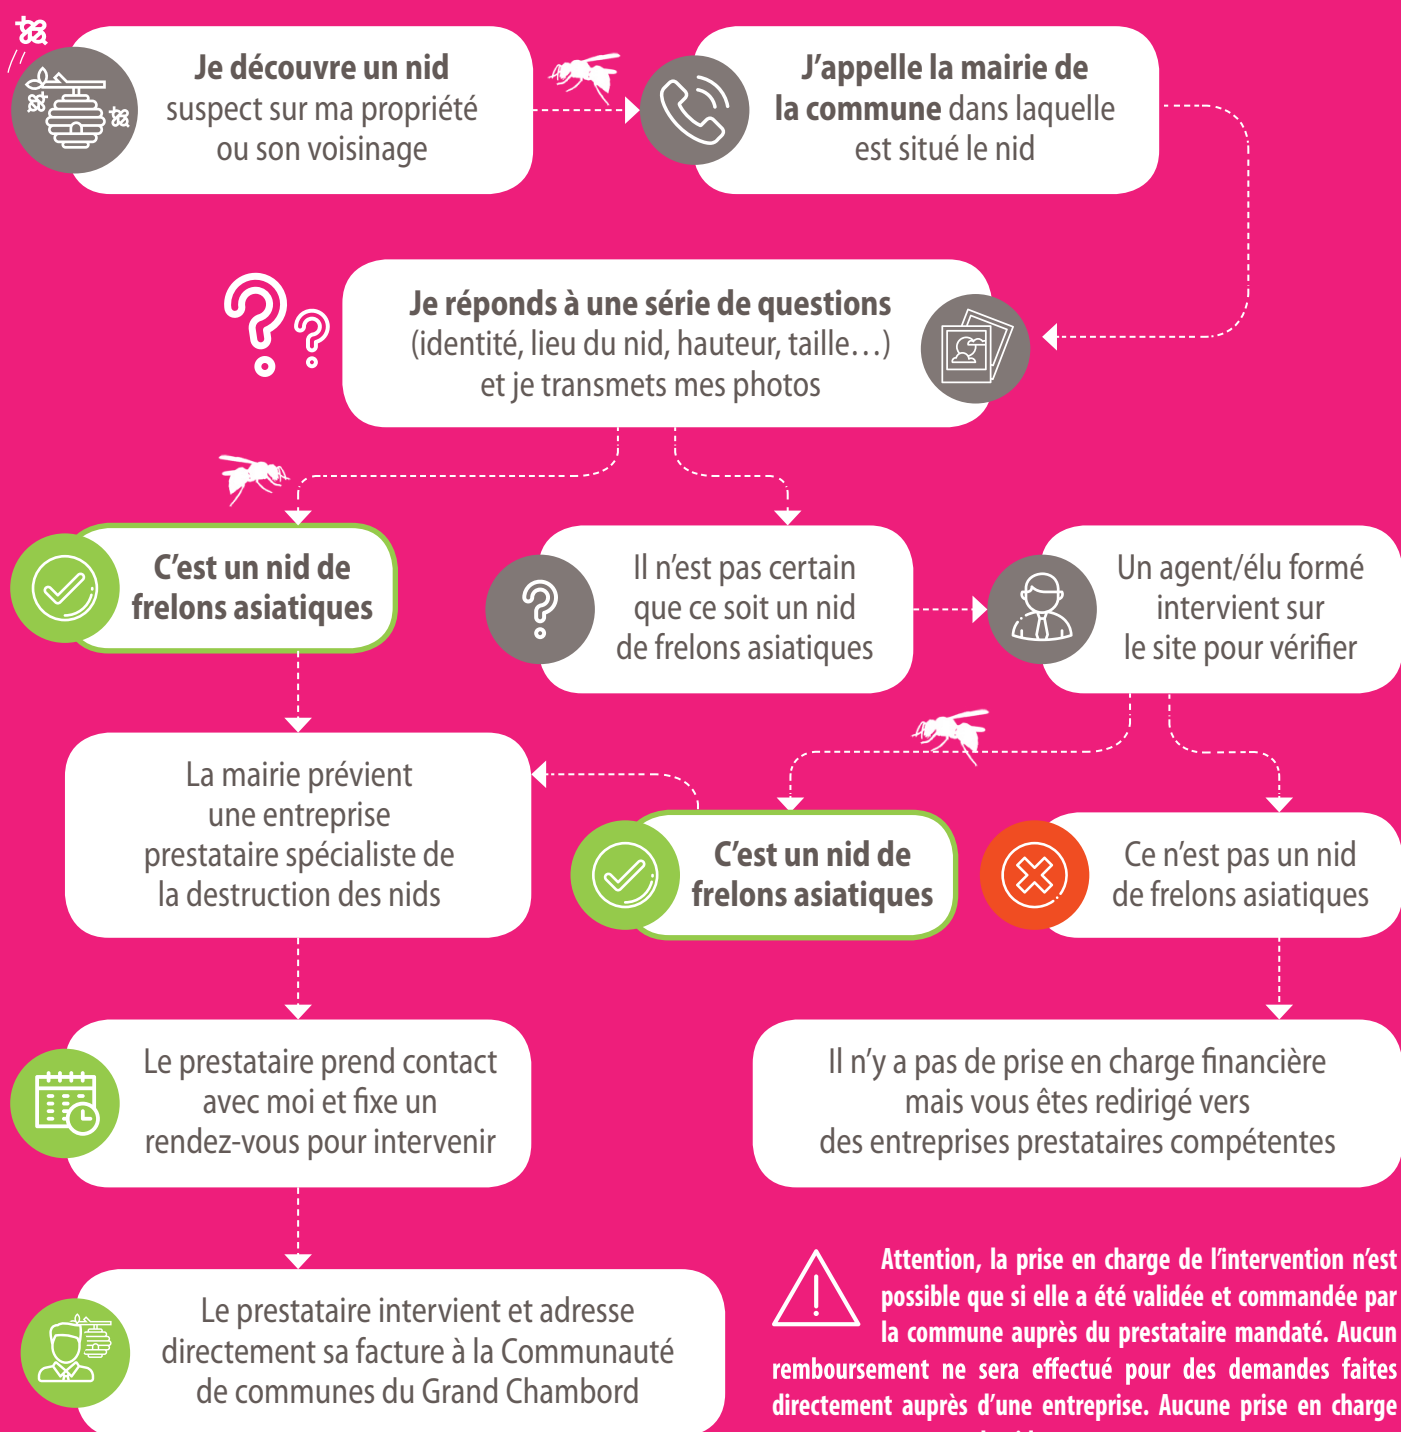 Je découvre un nid
suspect sur ma propriété
ou son voisinage
J’appelle la mairie de
la commune dans laquelle
est situé le nid
Je réponds à une série de questions
(identité, lieu du nid, hauteur, taille…)
et je transmets mes photos
C’est un nid de
frelons asiatiques
Il n’est pas certain
que ce soit un nid
de frelons asiatiques
Un agent/élu formé
intervient sur
le site pour vérifier
La mairie prévient
une entreprise
prestataire spécialiste de
la destruction des nids
C’est un nid de
frelons asiatiques
Ce n’est pas un nid
de frelons asiatiques
Le prestataire prend contact
avec moi et fixe un
rendez-vous pour intervenir
Il n’y a pas de prise en charge financière
mais vous êtes redirigé vers
des entreprises prestataires compétentes
Le prestataire intervient et adresse
directement sa facture à la Communauté
de communes du Grand Chambord
Attention, la prise en charge de l’intervention n’est
possible que si elle a été validée et commandée par
la commune auprès du prestataire mandaté. Aucun
remboursement ne sera effectué pour des demandes faites
directement auprès d’une entreprise. Aucune prise en charge